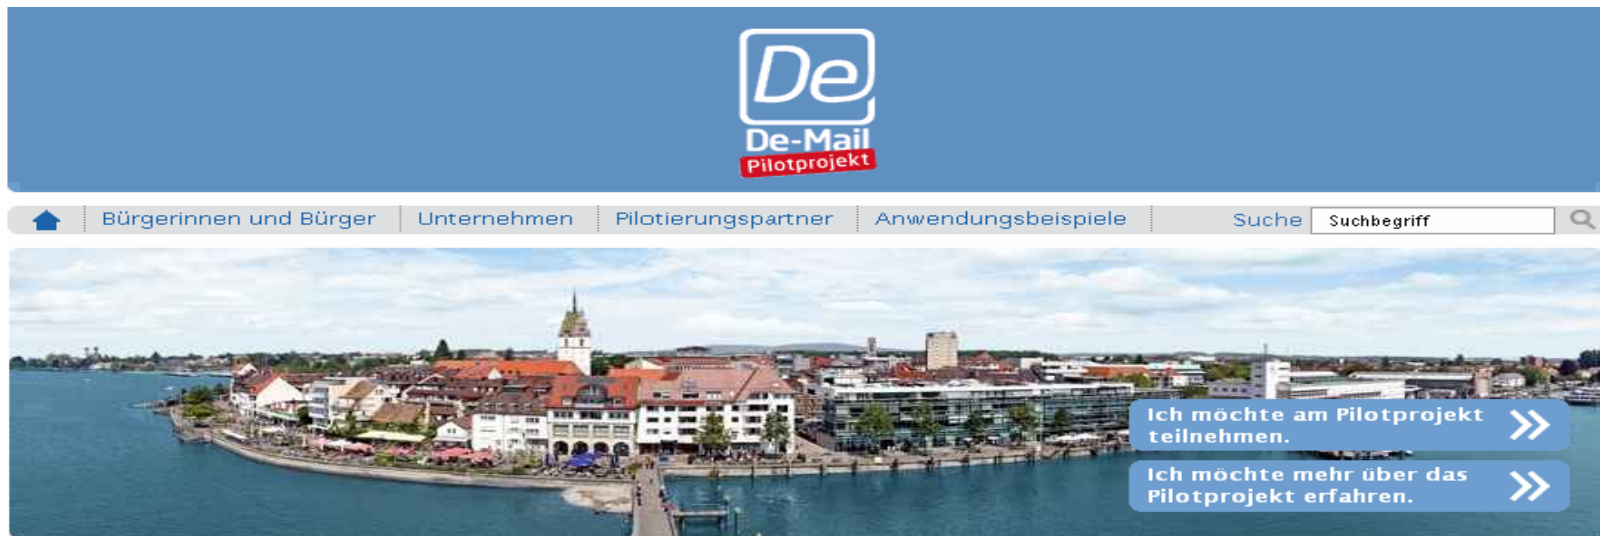 De
De-Mail
Pilotprojekt
Bürgerinnen und Bürger
Unternehmen
Pilotierungspartner
Anwendungsbeispiele
Suche
Suchbegriff
Ich möchte am Pilotprojekt
teilnehmen.
Ich möchte mehr über das
Pilotprojekt erfahren.